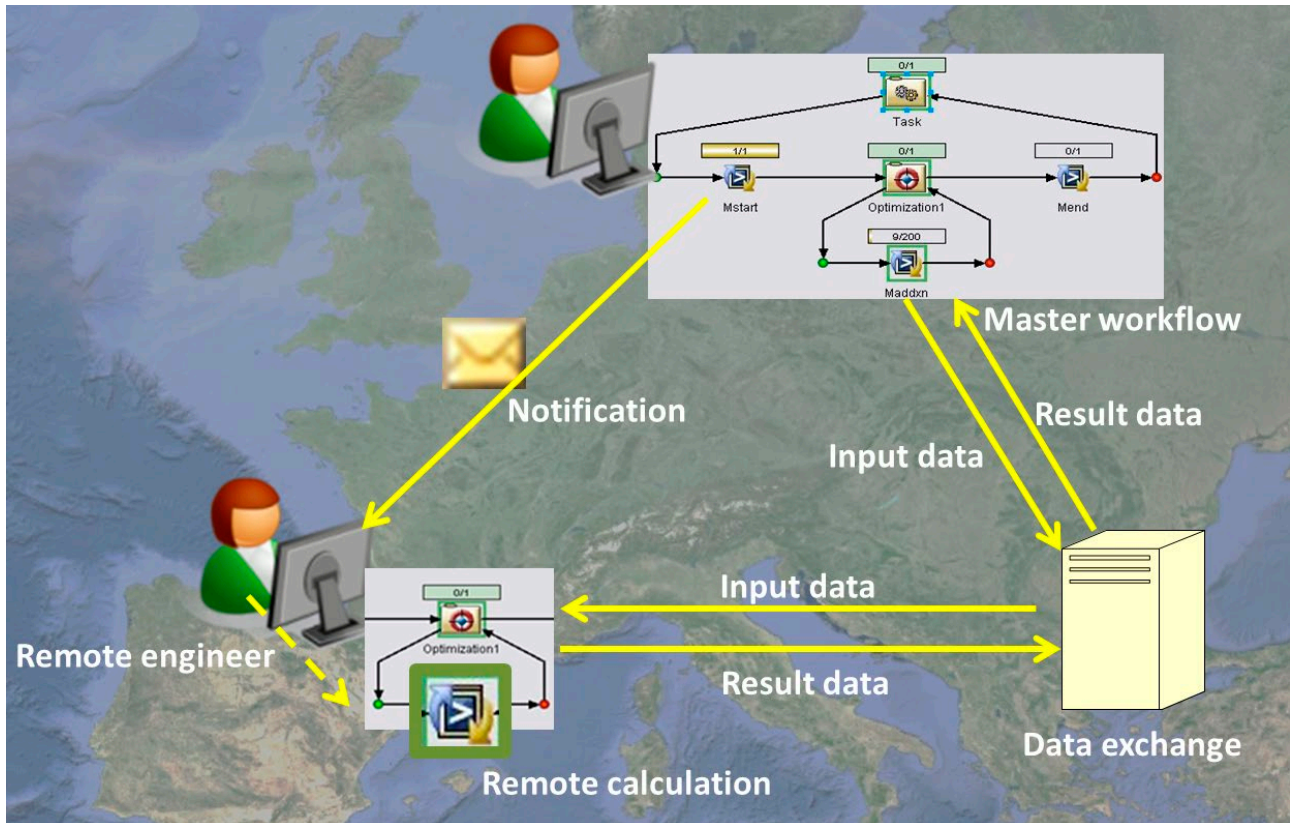 0/1
Task
1/1
0/1
0/1
Mstart
Optimization1
Mend
9/200
Maddxn
Master workflow
Notification
Result data
Input data
Input data
0/1
Optimization1
Remote engineer
Result data
Data exchange
Remote calculation